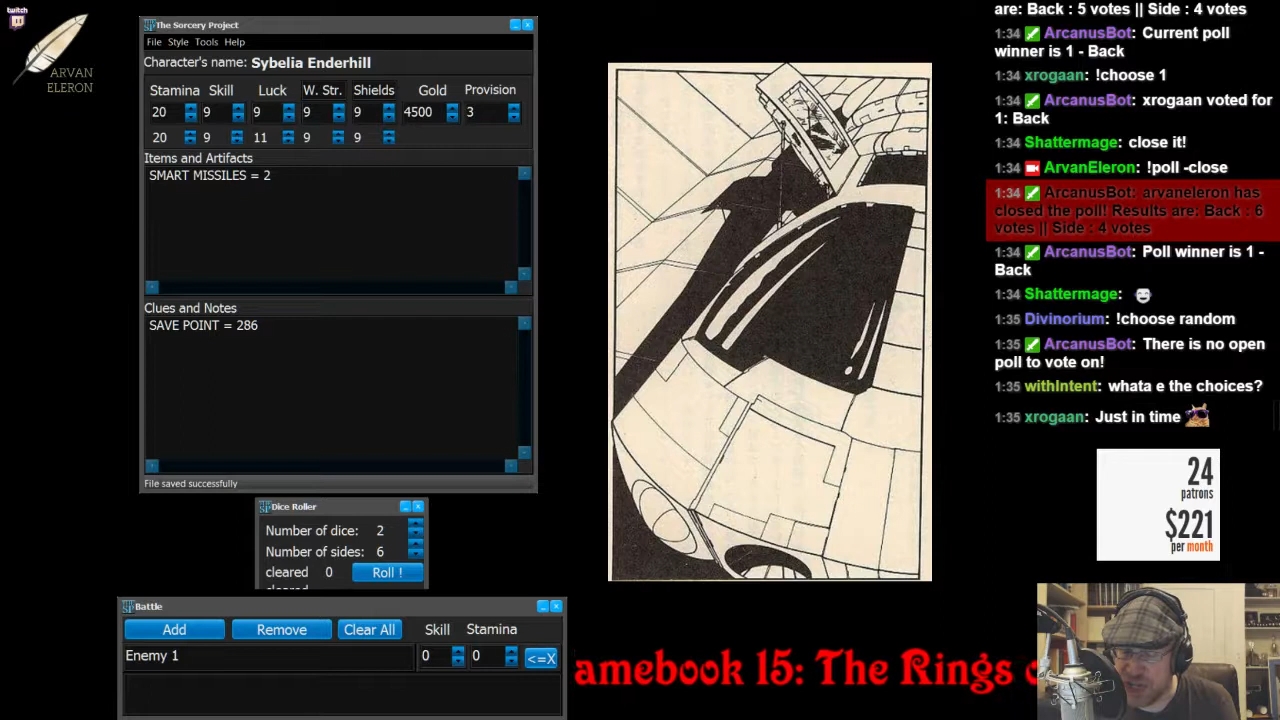 twitch
ARVAN
ELERON
The Sorcery Project
File Style Tools Help
Character's name: Sybelia Enderhill
Stamina Skill Luck W. Str. Shields Gold Provision
20 9 9 9 9 4500 3
20 9 11 9 9
Items and Artifacts
SMART MISSILES = 2
Clues and Notes
SAVE POINT = 286
File saved successfully
Dice Roller
Number of dice: 2
Number of sides: 6
cleared 0 Roll !
Battle
Add Remove Clear All Skill Stamina
Enemy 1 0 0 <=X
amebook 15: The Rings
are: Back : 5 votes || Side : 4 votes
1:34 ArcanusBot: Current poll
winner is 1 - Back
1:34 xrogaan: !choose 1
1:34 ArcanusBot: xrogaan voted for
1: Back
1:34 Shattermage: close it!
1:34 ArvanEleron: !poll -close
1:34 ArcanusBot: arvaneleron has
closed the poll! Results are: Back : 6
votes || Side : 4 votes
1:34 ArcanusBot: Poll winner is 1 -
Back
1:34 Shattermage:
1:35 Divinorium: !choose random
1:35 ArcanusBot: There is no open
poll to vote on!
1:35 withIntent: whata e the choices?
1:35 xrogaan: Just in time
24
patrons
$221
per month